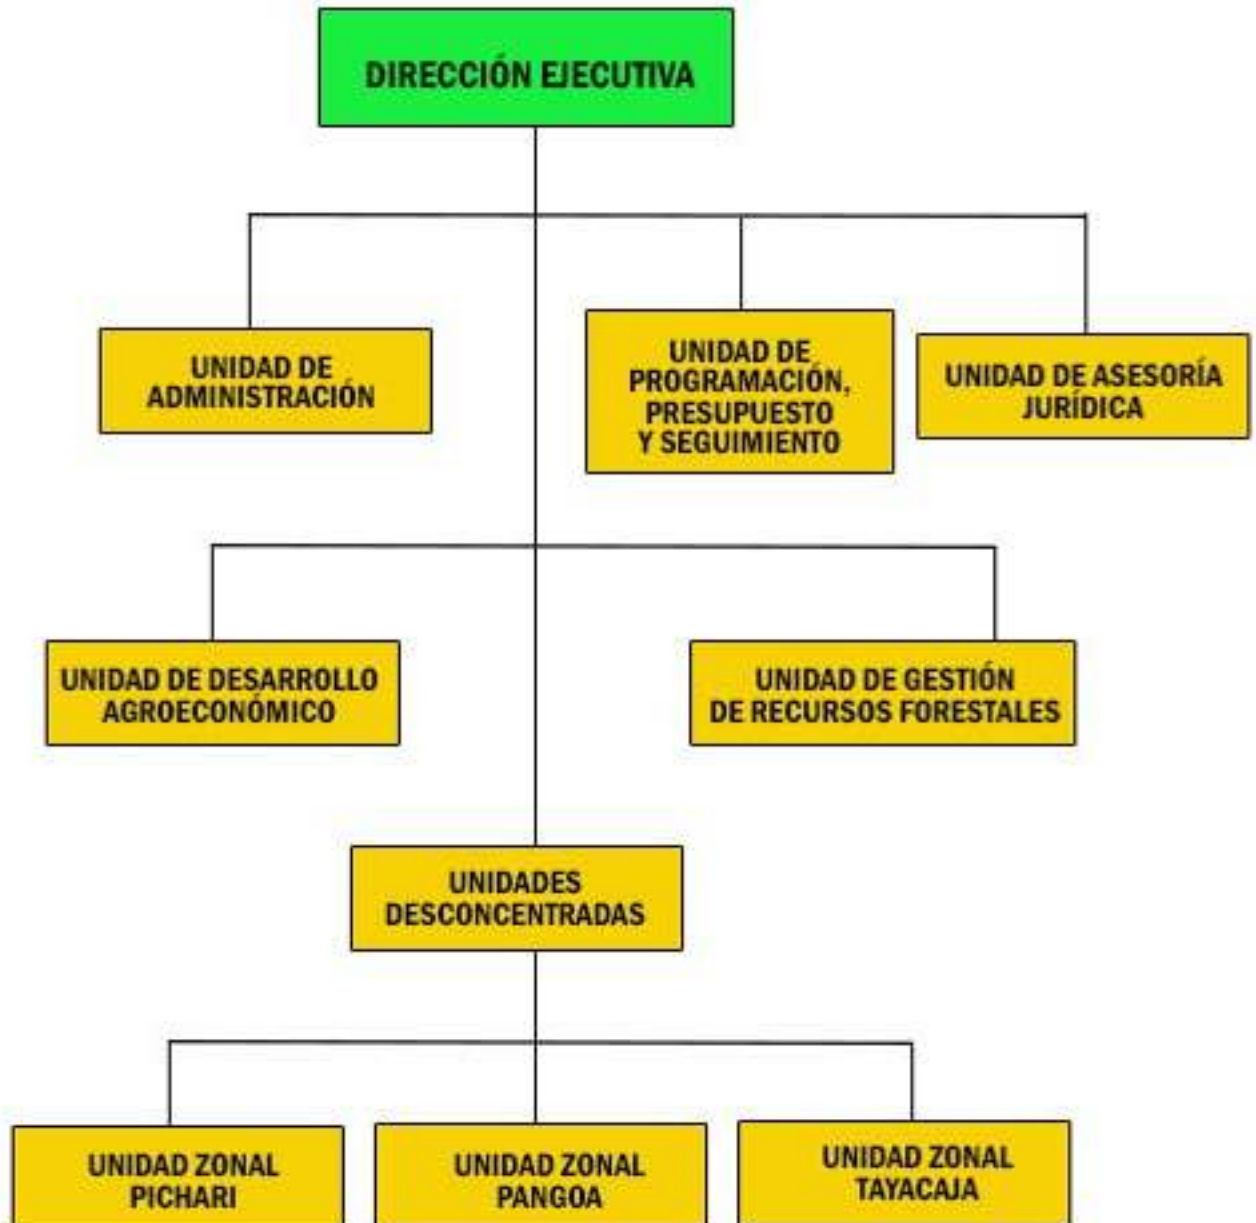 DIRECCIÓN EJECUTIVA
UNIDAD DE
ADMINISTRACIÓN
UNIDAD DE
PROGRAMACIÓN,
PRESUPUESTO
Y SEGUIMIENTO
UNIDAD DE ASESORÍA
JURÍDICA
UNIDAD DE DESARROLLO
AGROECONÓMICO
UNIDAD DE GESTIÓN
DE RECURSOS FORESTALES
UNIDADES
DESCONCENTRADAS
UNIDAD ZONAL
PICHARI
UNIDAD ZONAL
PANGOA
UNIDAD ZONAL
TAYACAJA